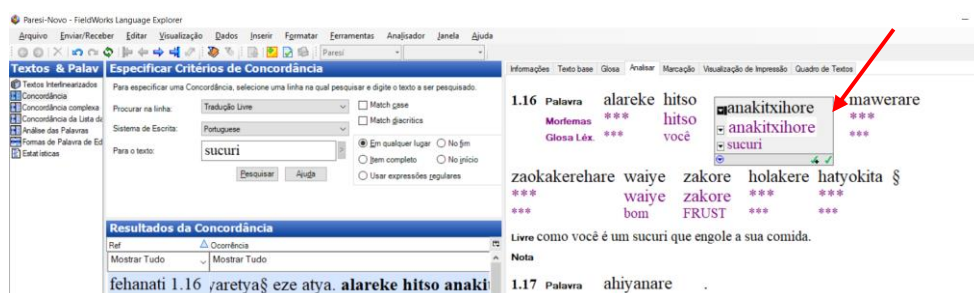 Paresi-Novo - FieldWorks Language Explorer
Arquivo Enviar/Receber Editar Visualização Dados Inserir Formatar Ferramentas Analisador Janela Ajuda
Paresi
Textos & Palav
Textos Interlinearizados
Concordância
Concordância complexa
Concordância da Lista da
Análise das Palavras
Formas de Palavra de Ed
Estatísticas
Especificar Critérios de Concordância
Para especificar uma Concordância, selecione uma linha na qual pesquisar e digite o texto a ser pesquisado.
Procurar na linha: Tradução Livre
Match case
Match diacritics
Sistema de Escrita: Portuguese
Para o texto: sucuri
Em qualquer lugar No fim
Item completo No início
Usar expressões regulares
Pesquisar Ajuda
Resultados da Concordância
Ref Ocorrência
Mostrar Tudo Mostrar Tudo
fehanati 1.16 yaretya§ eze atya. alareke hitso anaki
Informações Texto base Glosa Analisar Marcação Visualização de Impressão Quadro de Textos
1.16 Palavra alareke hitso anakitxihore mawerare
Morfemas *** hitso anakitxihore ***
Glosa Léx. *** você sucuri ***
zaokakerehare waiye zakore holakere hatyokita §
*** waiye zakore *** ***
*** bom FRUST *** ***
Livre Como você é um sucuri que engole a sua comida.
Nota
1.17 Palavra ahiyanare .